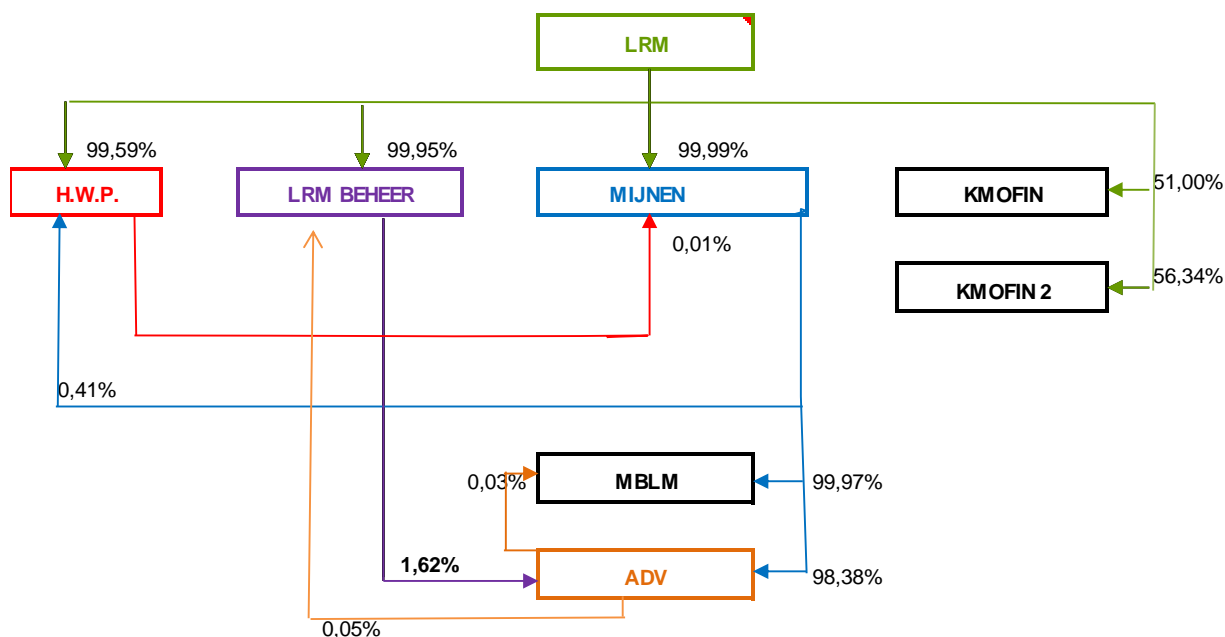 LRM
99,59%
99,95%
99,99%
H.W.P.
LRM BEHEER
MIJNEN
KMOFIN
51,00%
0,01%
KMOFIN 2
56,34%
0,41%
0,03%
MBLM
99,97%
1,62%
ADV
98,38%
0,05%